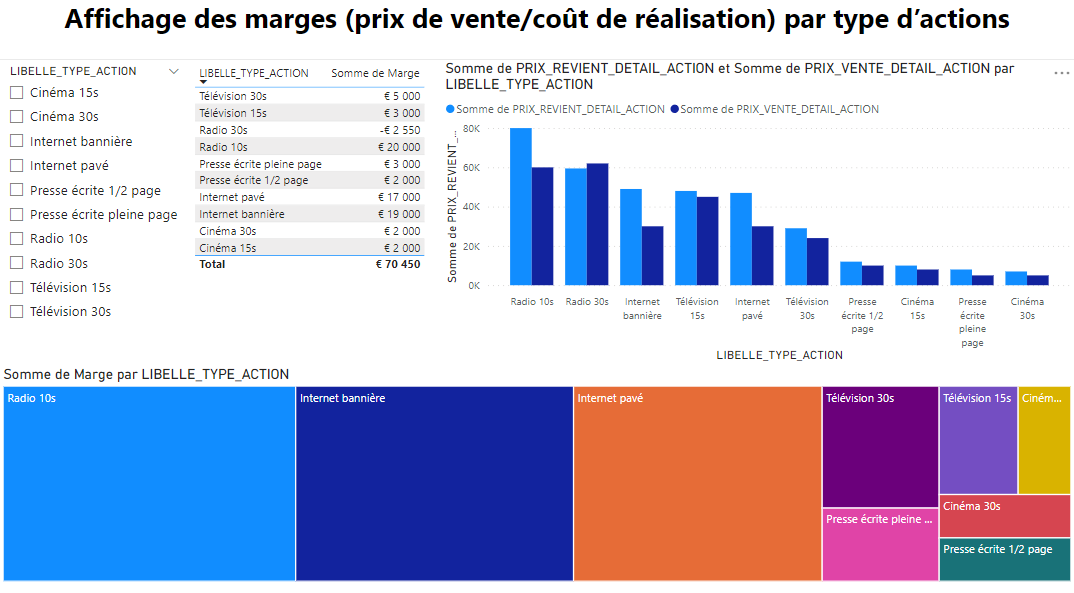 Affichage des marges (prix de vente/coût de réalisation) par type d’actions
LIBELLE_TYPE_ACTION
Cinéma 15s
Cinéma 30s
Internet bannière
Internet pavé
Presse écrite 1/2 page
Presse écrite pleine page
Radio 10s
Radio 30s
Télévision 15s
Télévision 30s
LIBELLE_TYPE_ACTION Somme de Marge
Télévision 30s € 5 000
Télévision 15s € 3 000
Radio 30s -€ 2 550
Radio 10s € 20 000
Presse écrite pleine page € 3 000
Presse écrite 1/2 page € 2 000
Internet pavé € 17 000
Internet bannière € 19 000
Cinéma 30s € 2 000
Cinéma 15s € 2 000
Total € 70 450
Somme de PRIX_REVIENT_DETAIL_ACTION et Somme de PRIX_VENTE_DETAIL_ACTION par
LIBELLE_TYPE_ACTION
Somme de PRIX_REVIENT_DETAIL_ACTION Somme de PRIX_VENTE_DETAIL_ACTION
Somme de PRIX_REVIENT_...
80K
60K
40K
20K
0K
Radio 10s
Radio 30s
Internet
bannière
Télévision
15s
Internet
pavé
Télévision
30s
Presse
écrite 1/2
page
Cinéma
15s
Presse
écrite
pleine
page
Cinéma
30s
LIBELLE_TYPE_ACTION
Somme de Marge par LIBELLE_TYPE_ACTION
Radio 10s
Internet bannière
Internet pavé
Télévision 30s
Presse écrite pleine ...
Télévision 15s
Ciném...
Cinéma 30s
Presse écrite 1/2 page